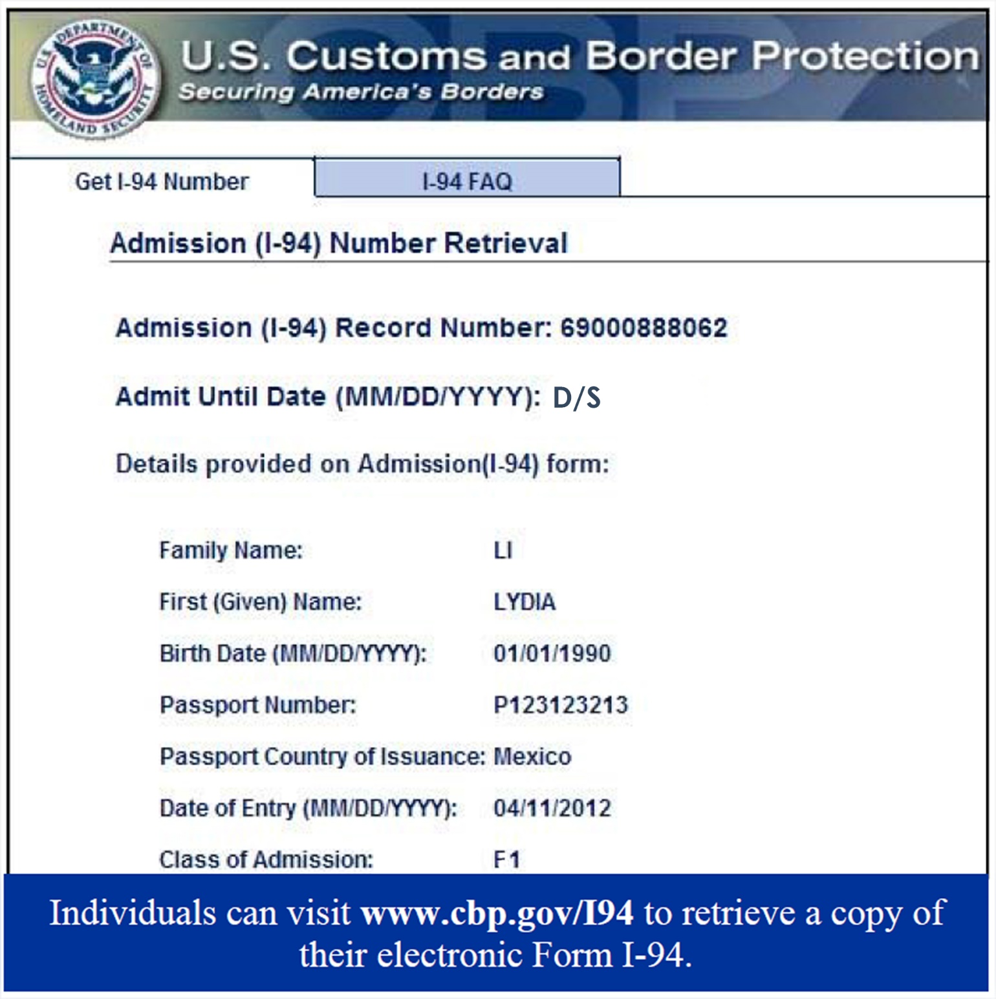 U.S. DEPARTMENT OF HOMELAND SECURITY
U.S. Customs and Border Protection
Securing America's Borders
Get I-94 Number
I-94 FAQ
Admission (I-94) Number Retrieval
Admission (I-94) Record Number: 69000888062
Admit Until Date (MM/DD/YYYY): D/S
Details provided on Admission(I-94) form:
Family Name: LI
First (Given) Name: LYDIA
Birth Date (MM/DD/YYYY): 01/01/1990
Passport Number: P123123213
Passport Country of Issuance: Mexico
Date of Entry (MM/DD/YYYY): 04/11/2012
Class of Admission: F1
Individuals can visit www.cbp.gov/I94 to retrieve a copy of
their electronic Form I-94.